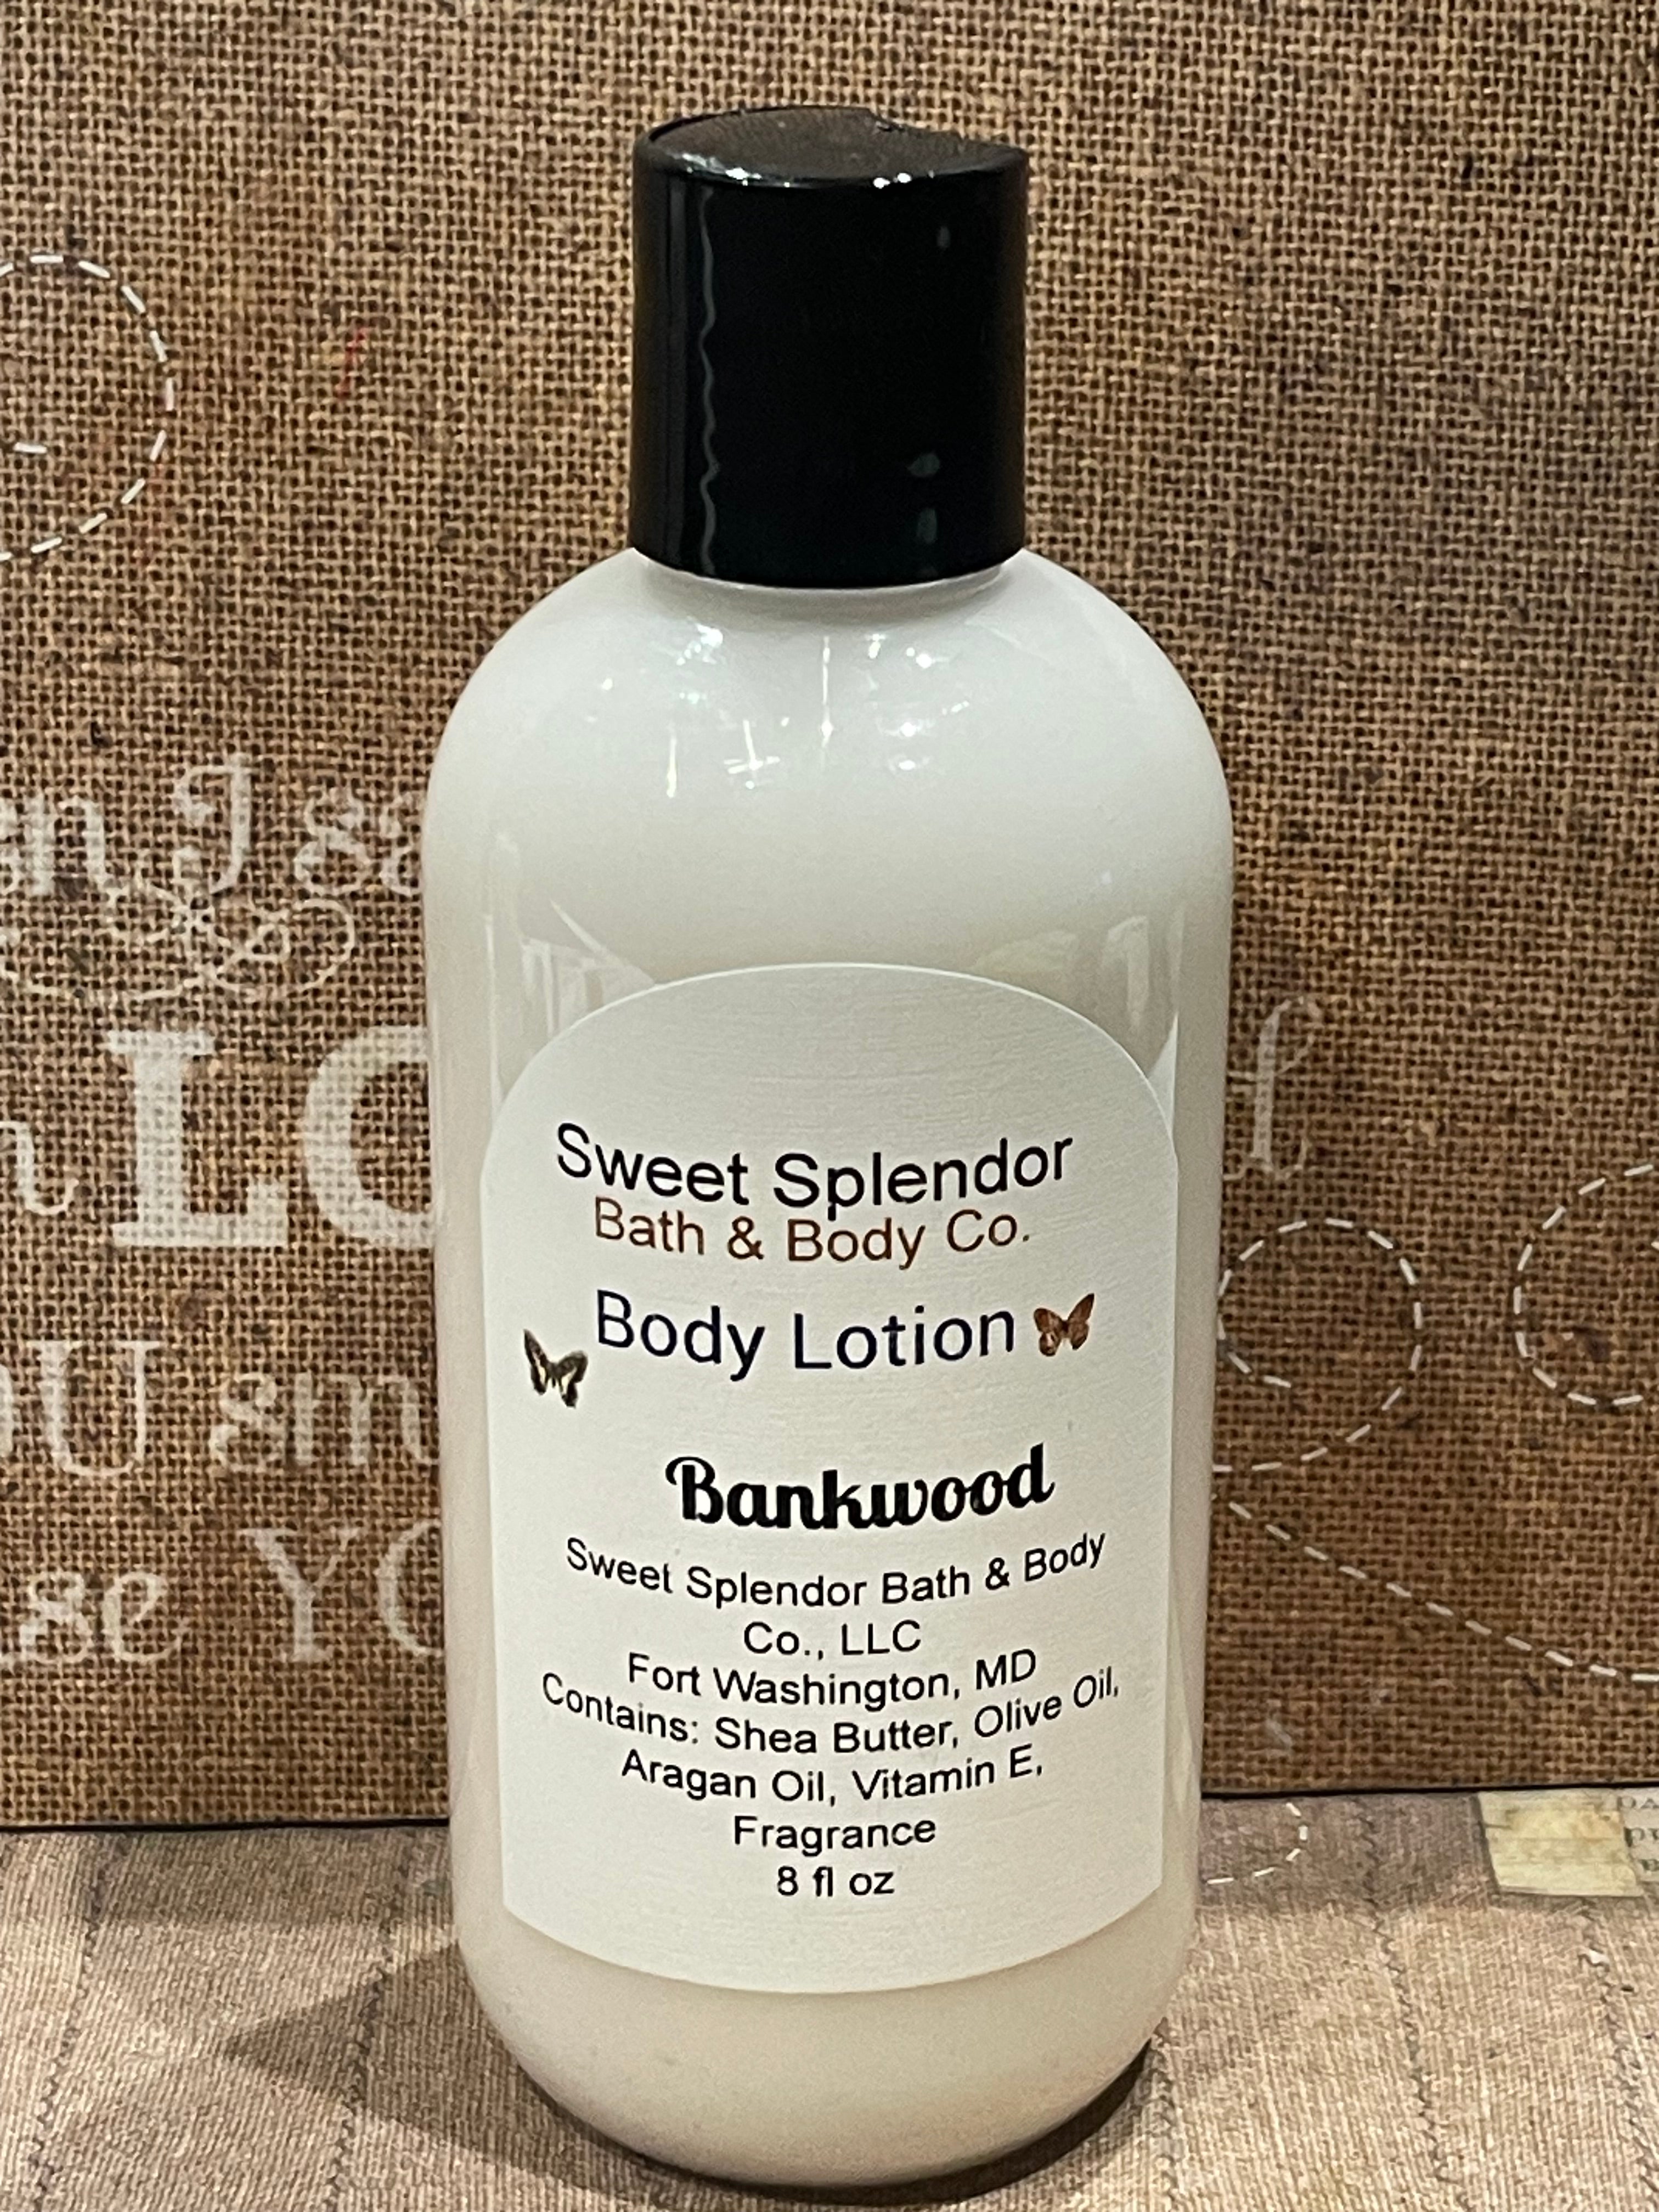 Sweet Splendor
Bath & Body Co.
Body Lotion
Bankwood
Sweet Splendor Bath & Body
Co., LLC
Fort Washington, MD
Contains: Shea Butter, Olive Oil,
Aragan Oil, Vitamin E,
Fragrance
8 fl oz